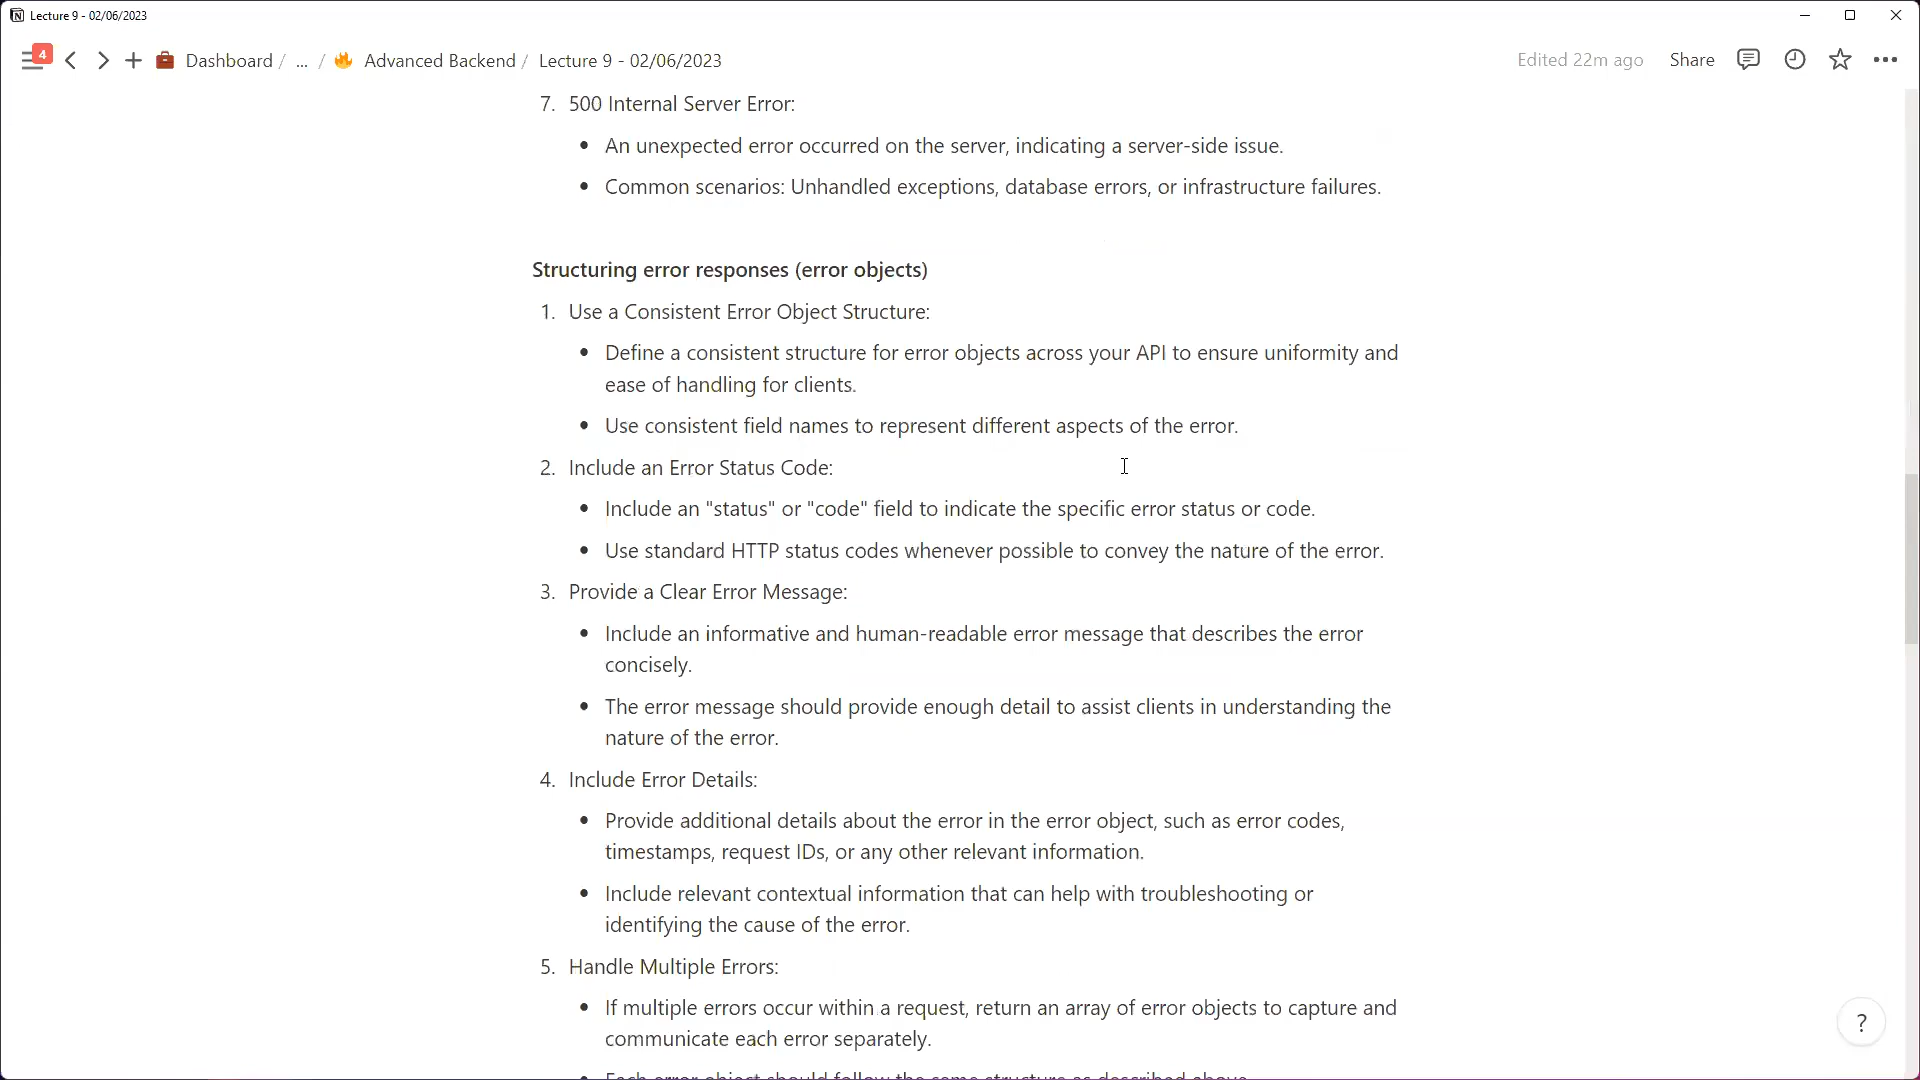 Lecture 9 - 02/06/2023
4
Dashboard / ... / Advanced Backend / Lecture 9 - 02/06/2023
Edited 22m ago Share
7. 500 Internal Server Error:
• An unexpected error occurred on the server, indicating a server-side issue.
• Common scenarios: Unhandled exceptions, database errors, or infrastructure failures.
Structuring error responses (error objects)
1. Use a Consistent Error Object Structure:
• Define a consistent structure for error objects across your API to ensure uniformity and
ease of handling for clients.
• Use consistent field names to represent different aspects of the error.
2. Include an Error Status Code:
• Include an "status" or "code" field to indicate the specific error status or code.
• Use standard HTTP status codes whenever possible to convey the nature of the error.
3. Provide a Clear Error Message:
• Include an informative and human-readable error message that describes the error
concisely.
• The error message should provide enough detail to assist clients in understanding the
nature of the error.
4. Include Error Details:
• Provide additional details about the error in the error object, such as error codes,
timestamps, request IDs, or any other relevant information.
• Include relevant contextual information that can help with troubleshooting or
identifying the cause of the error.
5. Handle Multiple Errors:
• If multiple errors occur within a request, return an array of error objects to capture and
communicate each error separately.
• Each error object should follow the same structure as described above.
?